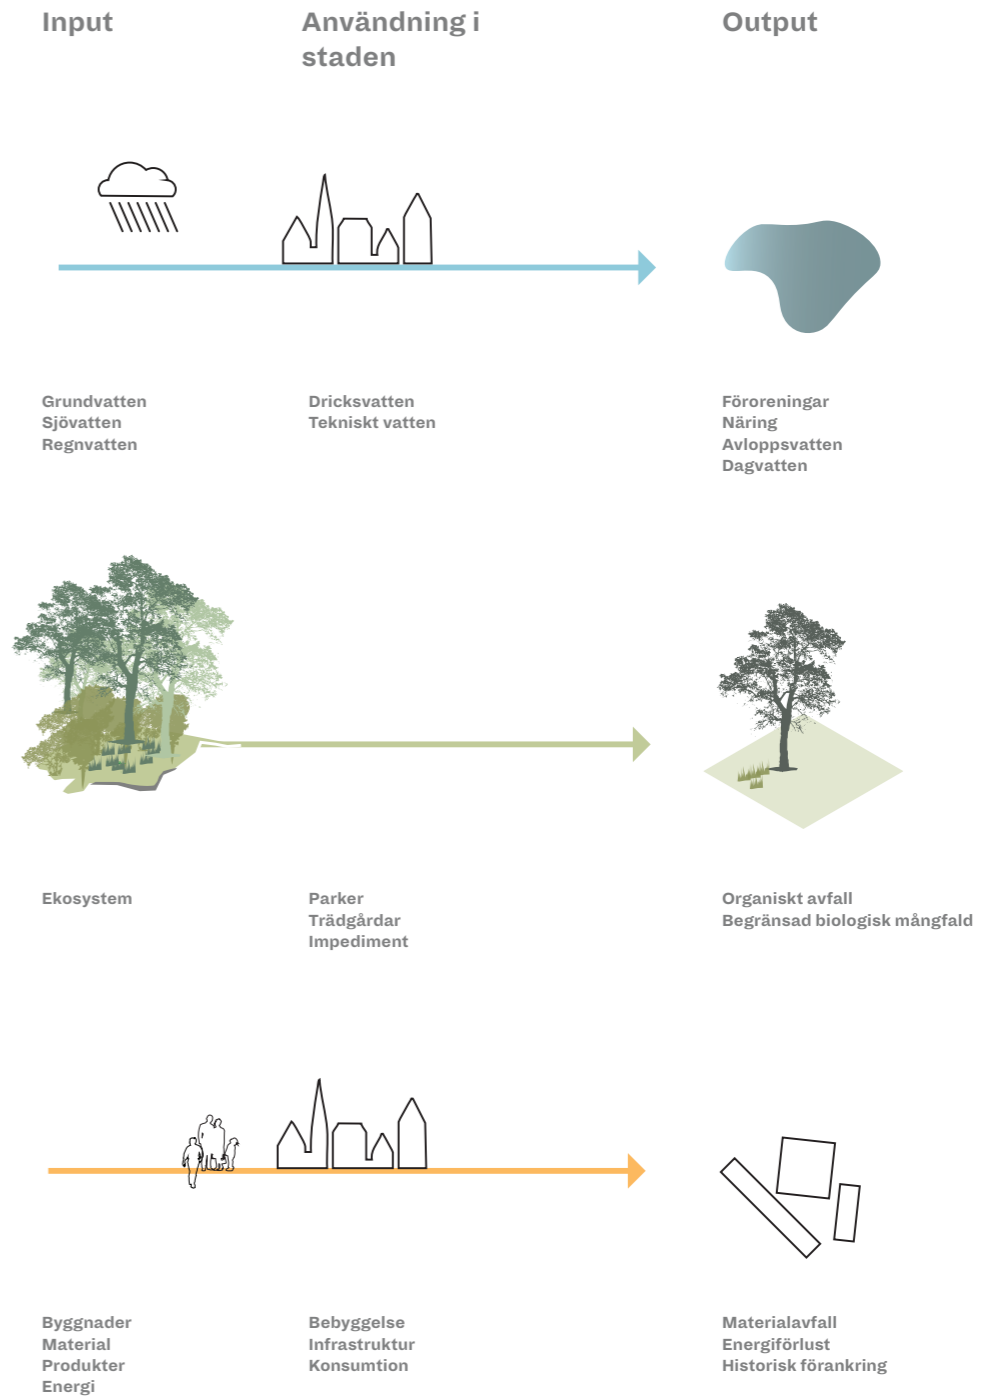 Input
Användning i
staden
Output
Grundvatten
Sjövatten
Regnvatten
Dricksvatten
Tekniskt vatten
Föroreningar
Näring
Avloppsvatten
Dagvatten
Ekosystem
Parker
Trädgårdar
Impediment
Organiskt avfall
Begränsad biologisk mångfald
Byggnader
Material
Produkter
Energi
Bebyggelse
Infrastruktur
Konsumtion
Materialavfall
Energiförlust
Historisk förankring